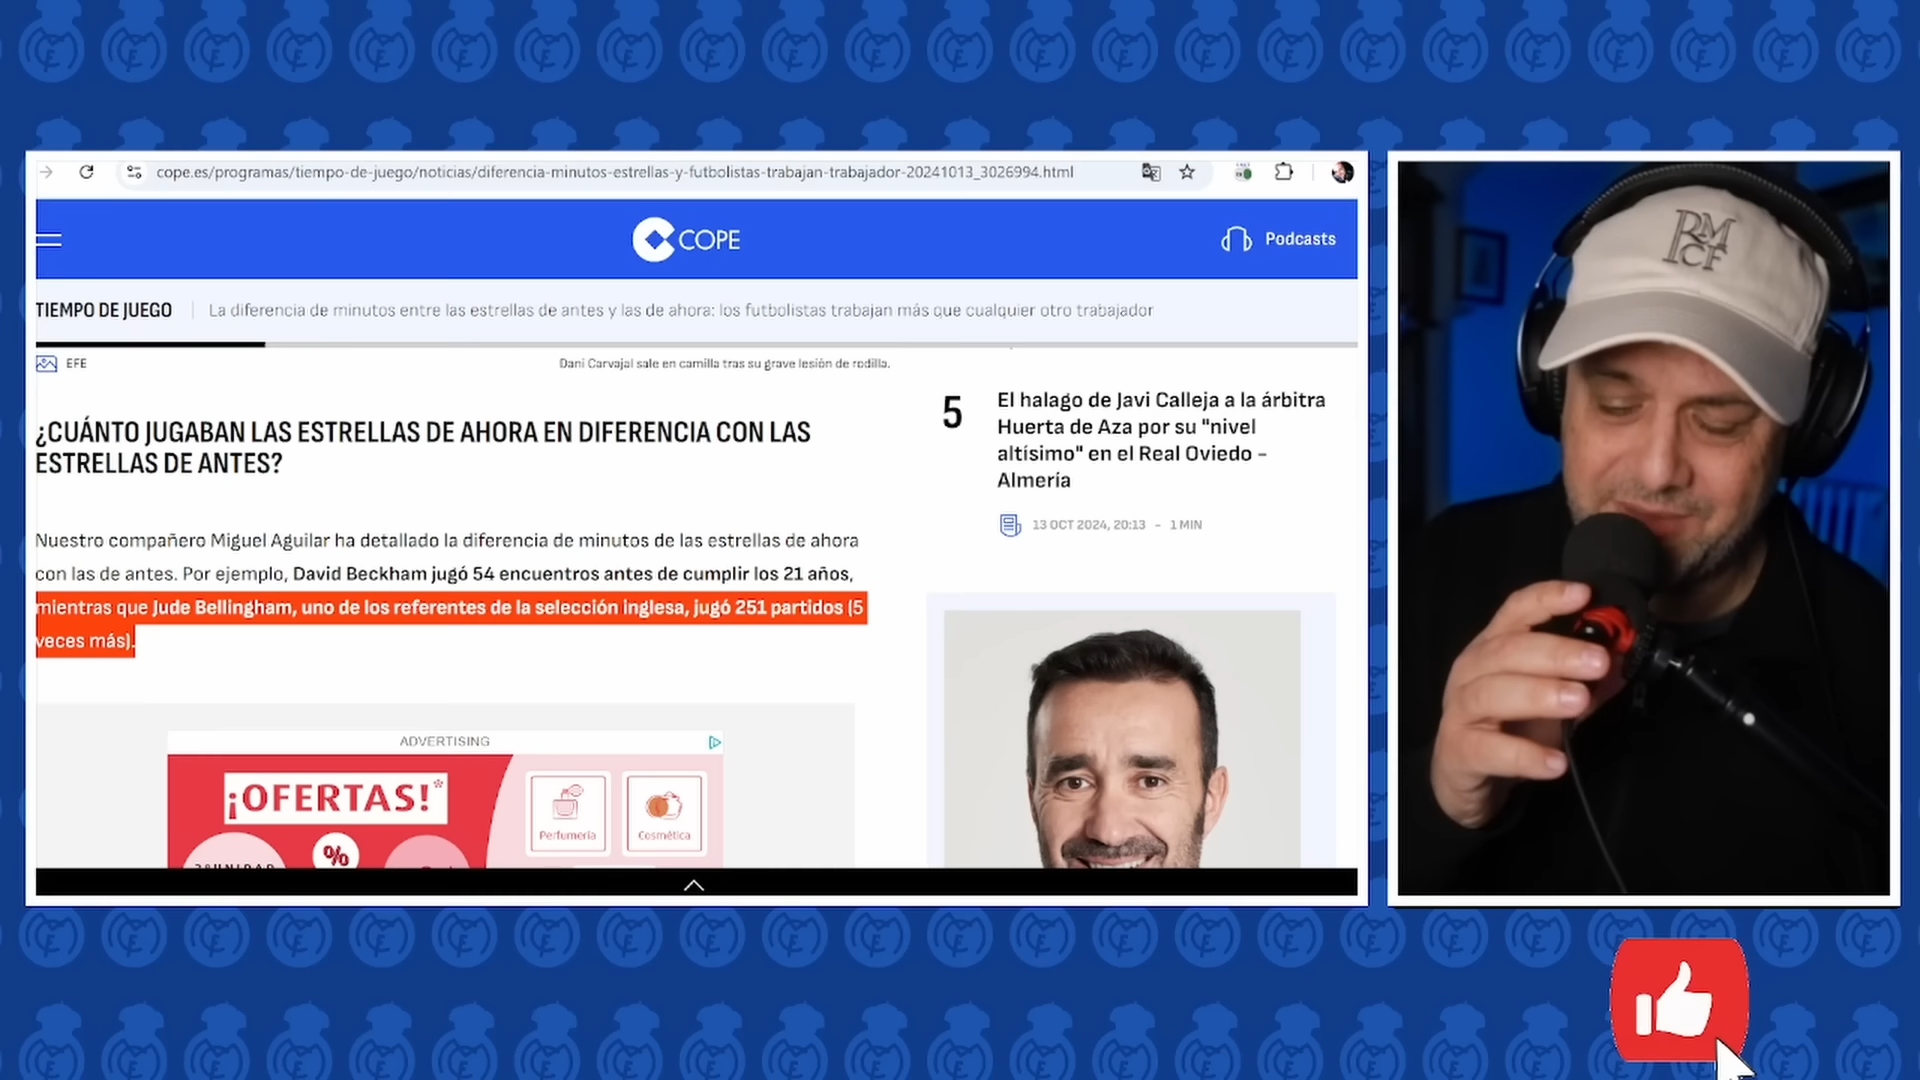 cope.es/programas/tiempo-de-juego/noticias/diferencia-minutos-estrellas-y-futbolistas-trabajan-trabajador-20241013_3026994.html
COPE
Podcasts
TIEMPO DE JUEGO
La diferencia de minutos entre las estrellas de antes y las de ahora: los futbolistas trabajan más que cualquier otro trabajador
EFE
Dani Carvajal sale en camilla tras su grave lesión de rodilla.
¿CUÁNTO JUGABAN LAS ESTRELLAS DE AHORA EN DIFERENCIA CON LAS
ESTRELLAS DE ANTES?
Nuestro compañero Miguel Aguilar ha detallado la diferencia de minutos de las estrellas de ahora
con las de antes. Por ejemplo, David Beckham jugó 54 encuentros antes de cumplir los 21 años,
mientras que Jude Bellingham, uno de los referentes de la selección inglesa, jugó 251 partidos (5
veces más).
5
El halago de Javi Calleja a la árbitra
Huerta de Aza por su "nivel
altísimo" en el Real Oviedo -
Almería
13 OCT 2024, 20:13 - 1 MIN
ADVERTISING
¡OFERTAS!*
%
Perfumería
Cosmética
RM
CF